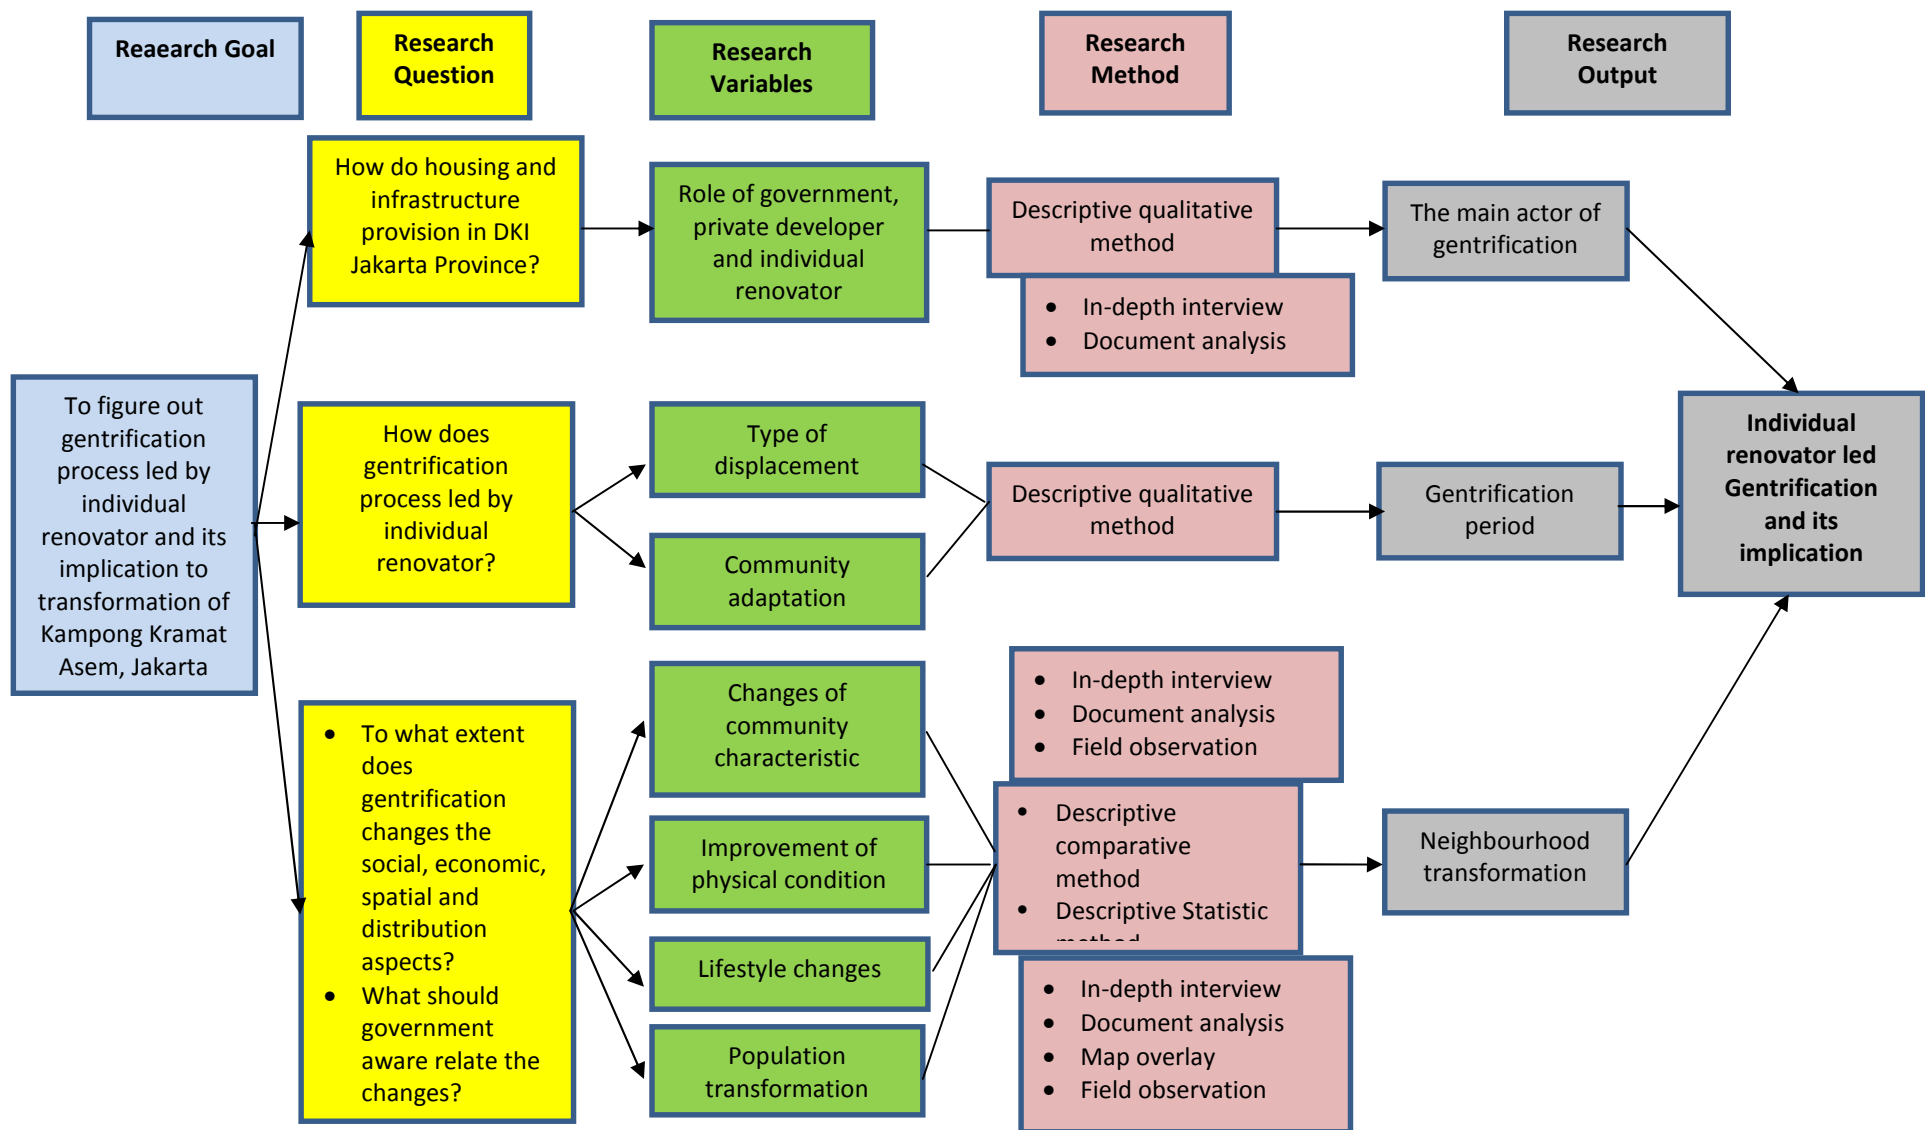 Reaearch Goal
Research
Question
Research
Variables
Research
Method
Research
Output
How do housing and
infrastructure
provision in DKI
Jakarta Province?
Role of government,
private developer
and individual
renovator
Descriptive qualitative
method
• In-depth interview
• Document analysis
The main actor of
gentrification
To figure out
gentrification
process led by
individual
renovator and its
implication to
transformation of
Kampong Kramat
Asem, Jakarta
How does
gentrification
process led by
individual
renovator?
Type of
displacement
Community
adaptation
Descriptive qualitative
method
Gentrification
period
Individual
renovator led
Gentrification
and its
implication
• In-depth interview
• Document analysis
• Field observation
• To what extent
does
gentrification
changes the
social, economic,
spatial and
distribution
aspects?
• What should
government
aware relate the
changes?
Changes of
community
characteristic
Improvement of
physical condition
Lifestyle changes
Population
transformation
• Descriptive
comparative
method
• Descriptive Statistic
method
• In-depth interview
• Document analysis
• Map overlay
• Field observation
Neighbourhood
transformation